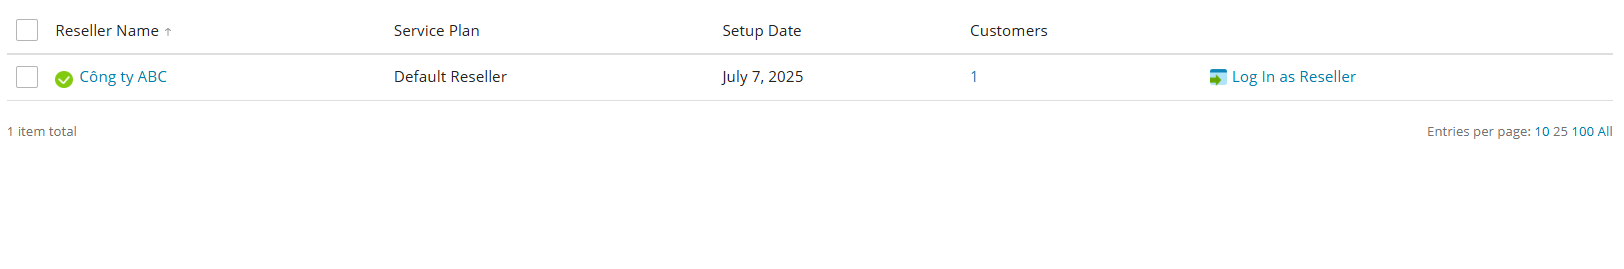 Reseller Name ↑ Service Plan Setup Date Customers
Công ty ABC Default Reseller July 7, 2025 1 Log In as Reseller
1 item total Entries per page: 10 25 100 All